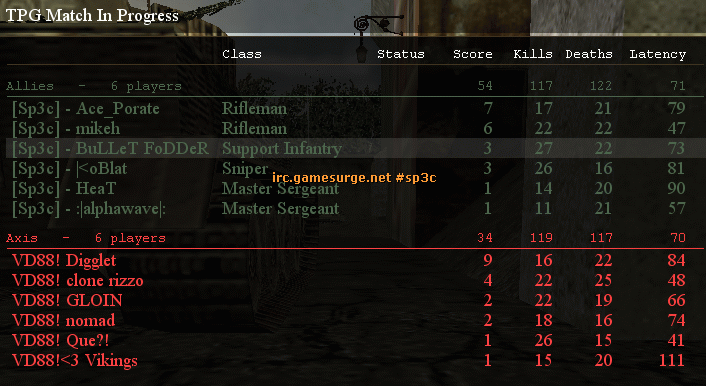 TPG Match In Progress
Class Status Score Kills Deaths Latency
Allies - 6 players 54 117 122 71
[Sp3c] - Ace_Porate Rifleman 7 17 21 79
[Sp3c] - mikeh Rifleman 6 22 22 47
[Sp3c] - BuLLeT FoDDeR Support Infantry 3 27 22 73
[Sp3c] - |<oBlat Sniper 3 26 16 81
irc.gamesurge.net #sp3c
[Sp3c] - HeaT Master Sergeant 1 14 20 90
[Sp3c] - :|alphawave|: Master Sergeant 1 11 21 57
Axis - 6 players 34 119 117 70
VD88! Digglet 9 16 22 84
VD88! clone rizzo 4 22 25 48
VD88! GLOIN 2 22 19 66
VD88! nomad 2 18 16 74
VD88! Que?! 1 26 15 41
VD88!<3 Vikings 1 15 20 111